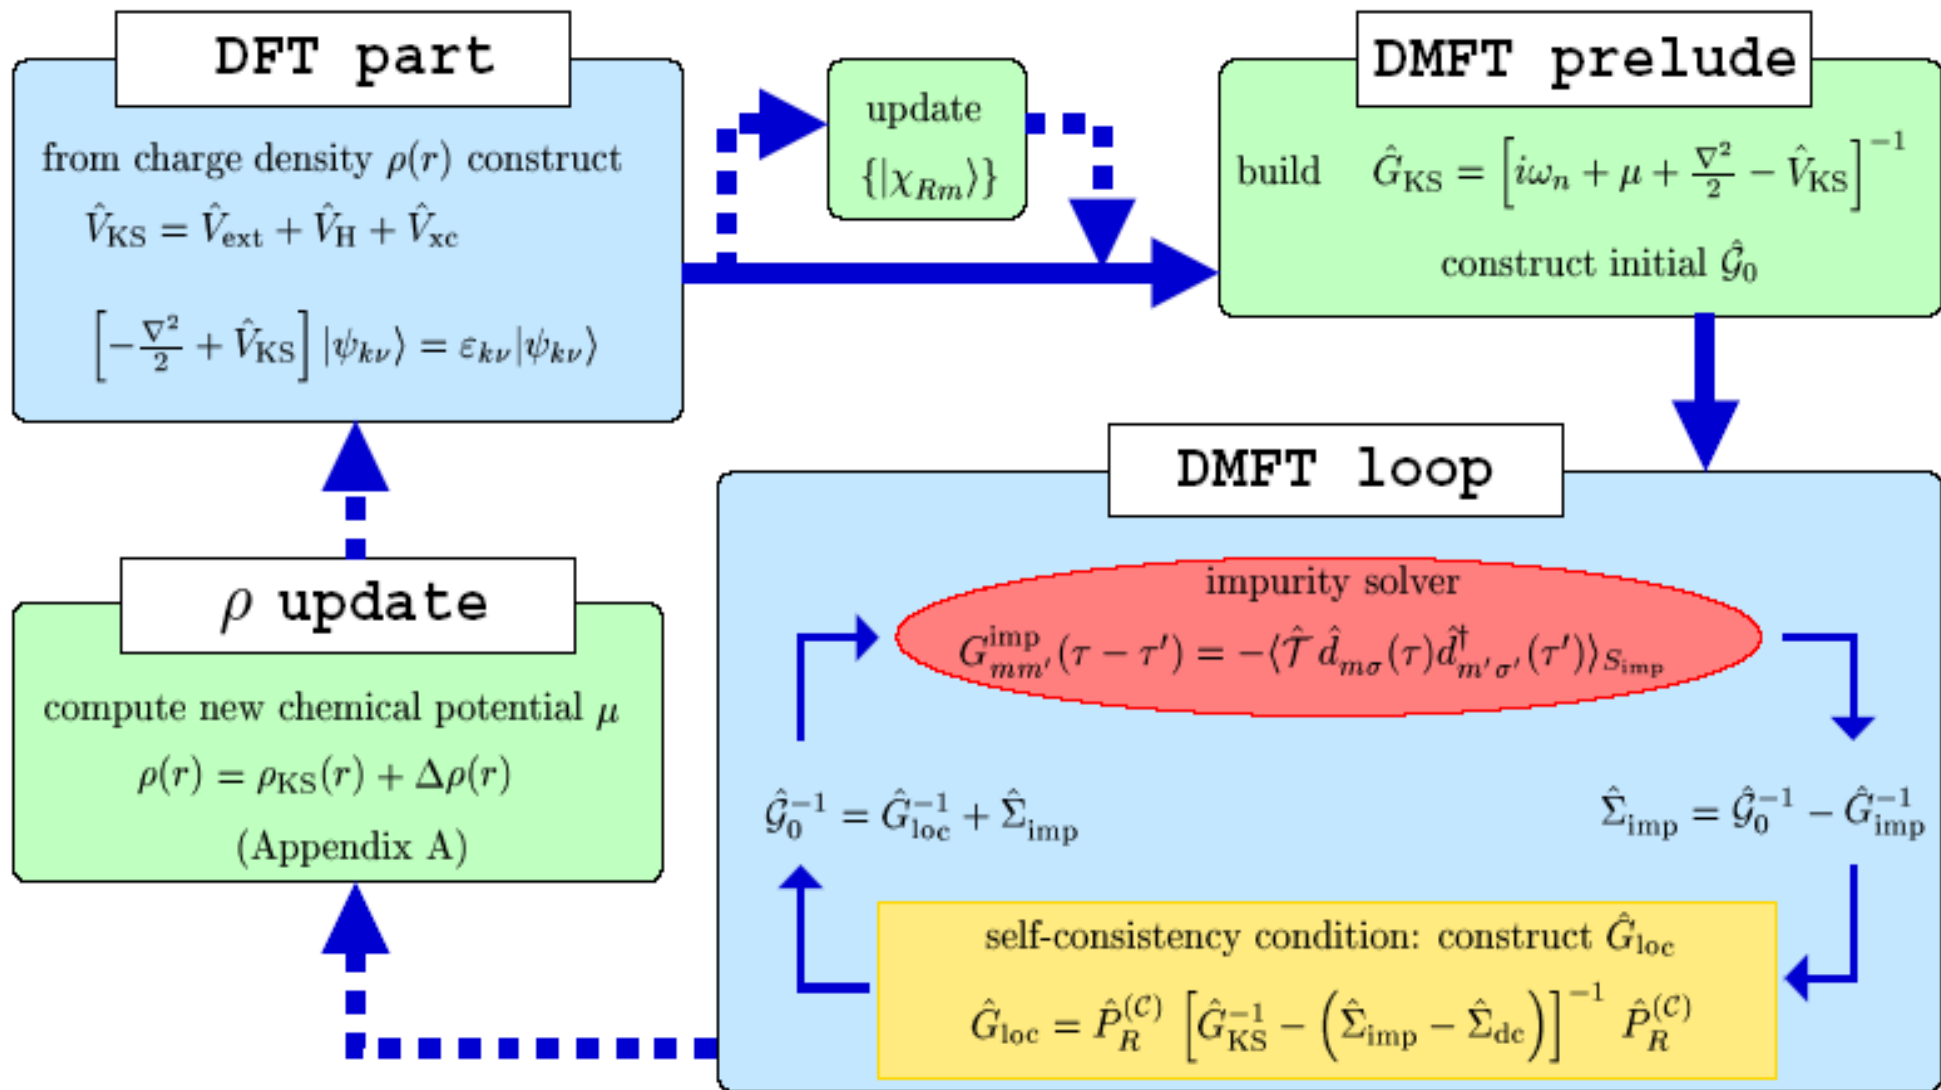 DFT part
from charge density ρ(r) construct
V̂_KS = V̂_ext + V̂_H + V̂_xc
[−∇²/2 + V̂_KS] |ψ_kν⟩ = ε_kν|ψ_kν⟩
update
{|χ_Rm⟩}
DMFT prelude
build Ĝ_KS = [iω_n + μ + ∇²/2 − V̂_KS]^−1
construct initial 𝒢̂_0
DMFT loop
impurity solver
G^imp_mm′(τ − τ′) = −⟨𝒯̂ d̂_mσ(τ)d̂†_m′σ′(τ′)⟩_S_imp
𝒢̂_0^−1 = Ĝ_loc^−1 + Σ̂_imp
Σ̂_imp = 𝒢̂_0^−1 − Ĝ_imp^−1
self-consistency condition: construct Ĝ_loc
Ĝ_loc = P̂_R^(𝒞) [Ĝ_KS^−1 − (Σ̂_imp − Σ̂_dc)]^−1 P̂_R^(𝒞)
ρ update
compute new chemical potential μ
ρ(r) = ρ_KS(r) + Δρ(r)
(Appendix A)